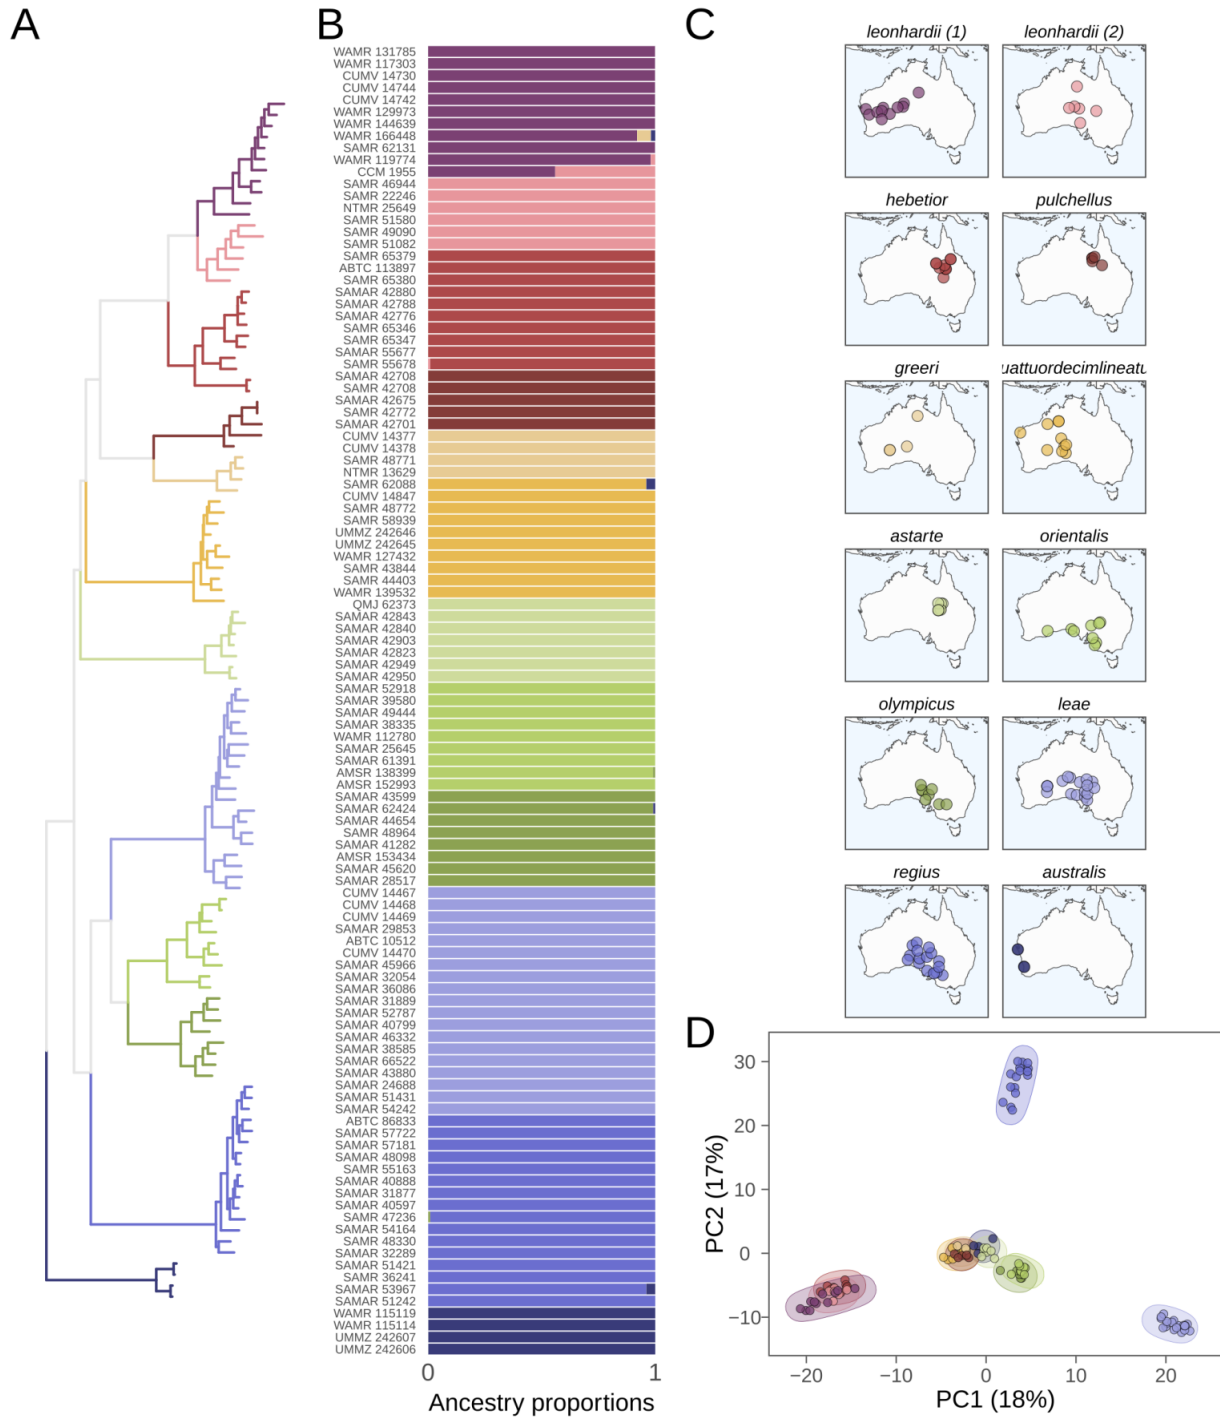 A
B
C
WAMR 131785
WAMR 117303
CUMV 14730
CUMV 14744
CUMV 14742
WAMR 129973
WAMR 144639
WAMR 166448
SAMR 62131
WAMR 119774
CCM 1955
SAMR 46944
SAMR 22246
NTMR 25649
SAMR 51580
SAMR 49090
SAMR 51082
SAMR 65379
ABTC 113897
SAMR 65380
SAMAR 42880
SAMAR 42788
SAMAR 42776
SAMR 65346
SAMR 65347
SAMAR 55677
SAMR 55678
SAMAR 42708
SAMR 42708
SAMAR 42675
SAMR 42772
SAMAR 42701
CUMV 14377
CUMV 14378
SAMR 48771
NTMR 13629
SAMR 62088
CUMV 14847
SAMR 48772
SAMR 58939
UMMZ 242646
UMMZ 242645
WAMR 127432
SAMR 43844
SAMR 44403
WAMR 139532
QMJ 62373
SAMAR 42843
SAMAR 42840
SAMAR 42903
SAMAR 42823
SAMAR 42949
SAMAR 42950
SAMAR 52918
SAMAR 39580
SAMAR 49444
SAMAR 38335
WAMR 112780
SAMAR 25645
SAMAR 61391
AMSR 138399
AMSR 152993
SAMAR 43599
SAMAR 62424
SAMAR 44654
SAMR 48964
SAMAR 41282
AMSR 153434
SAMAR 45620
SAMAR 28517
CUMV 14467
CUMV 14468
CUMV 14469
SAMAR 29853
ABTC 10512
CUMV 14470
SAMAR 45966
SAMAR 32054
SAMAR 36086
SAMAR 31889
SAMAR 52787
SAMAR 40799
SAMAR 46332
SAMAR 38585
SAMAR 66522
SAMAR 43880
SAMAR 24688
SAMAR 51431
SAMAR 54242
ABTC 86833
SAMAR 57722
SAMAR 57181
SAMAR 48098
SAMR 55163
SAMAR 40888
SAMAR 31877
SAMAR 40597
SAMR 47236
SAMAR 54164
SAMR 48330
SAMAR 32289
SAMAR 51421
SAMR 36241
SAMAR 53967
SAMAR 51242
WAMR 115119
WAMR 115114
UMMZ 242607
UMMZ 242606
0 1
Ancestry proportions
leonhardii (1) leonhardii (2)
hebetior pulchellus
greeri uattuordecimlineatu
astarte orientalis
olympicus leae
regius australis
D
30
20
10
0
−10
PC2 (17%)
−20 −10 0 10 20
PC1 (18%)